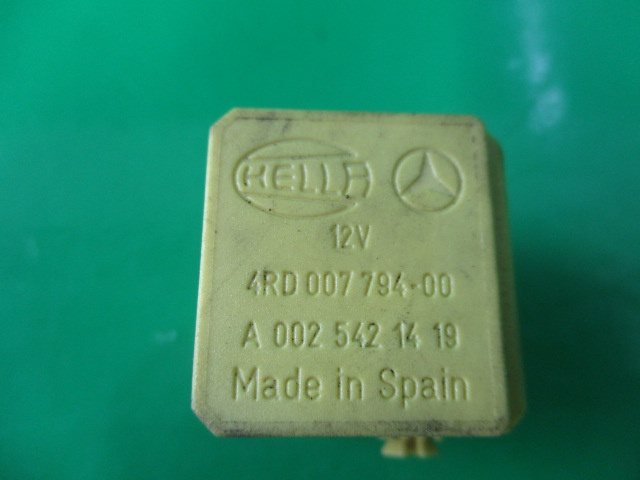 HELLA
12V
4RD 007 794-00
A 002 542 14 19
Made in Spain